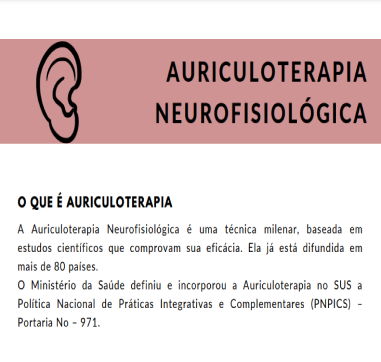 AURICULOTERAPIA
NEUROFISIOLÓGICA
O QUE É AURICULOTERAPIA
A Auriculoterapia Neurofisiológica é uma técnica milenar, baseada em
estudos científicos que comprovam sua eficácia. Ela já está difundida em
mais de 80 países.
O Ministério da Saúde definiu e incorporou a Auriculoterapia no SUS a
Política Nacional de Práticas Integrativas e Complementares (PNPICS) –
Portaria No – 971.